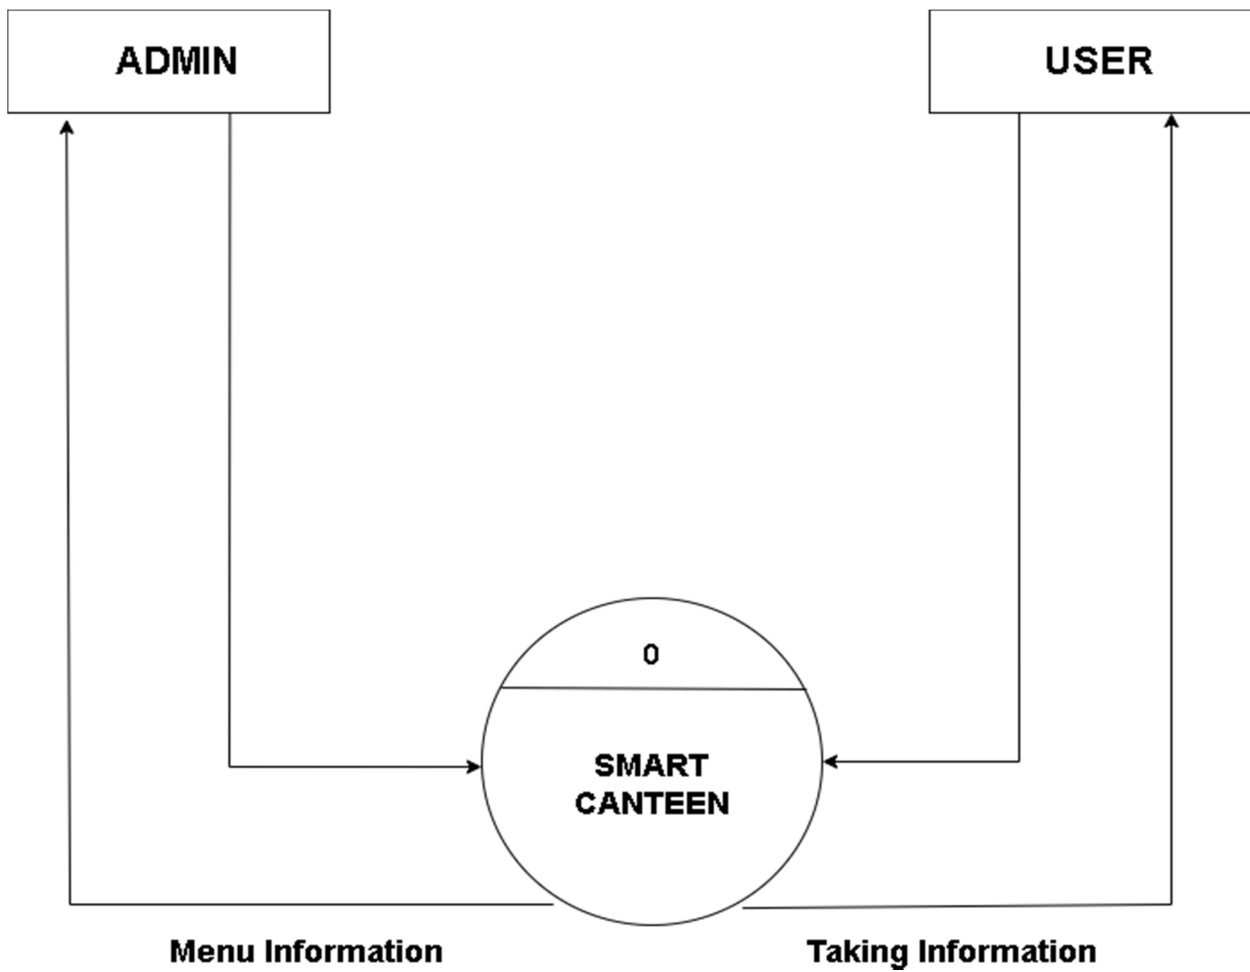 ADMIN
USER
0
SMART
CANTEEN
Menu Information
Taking Information